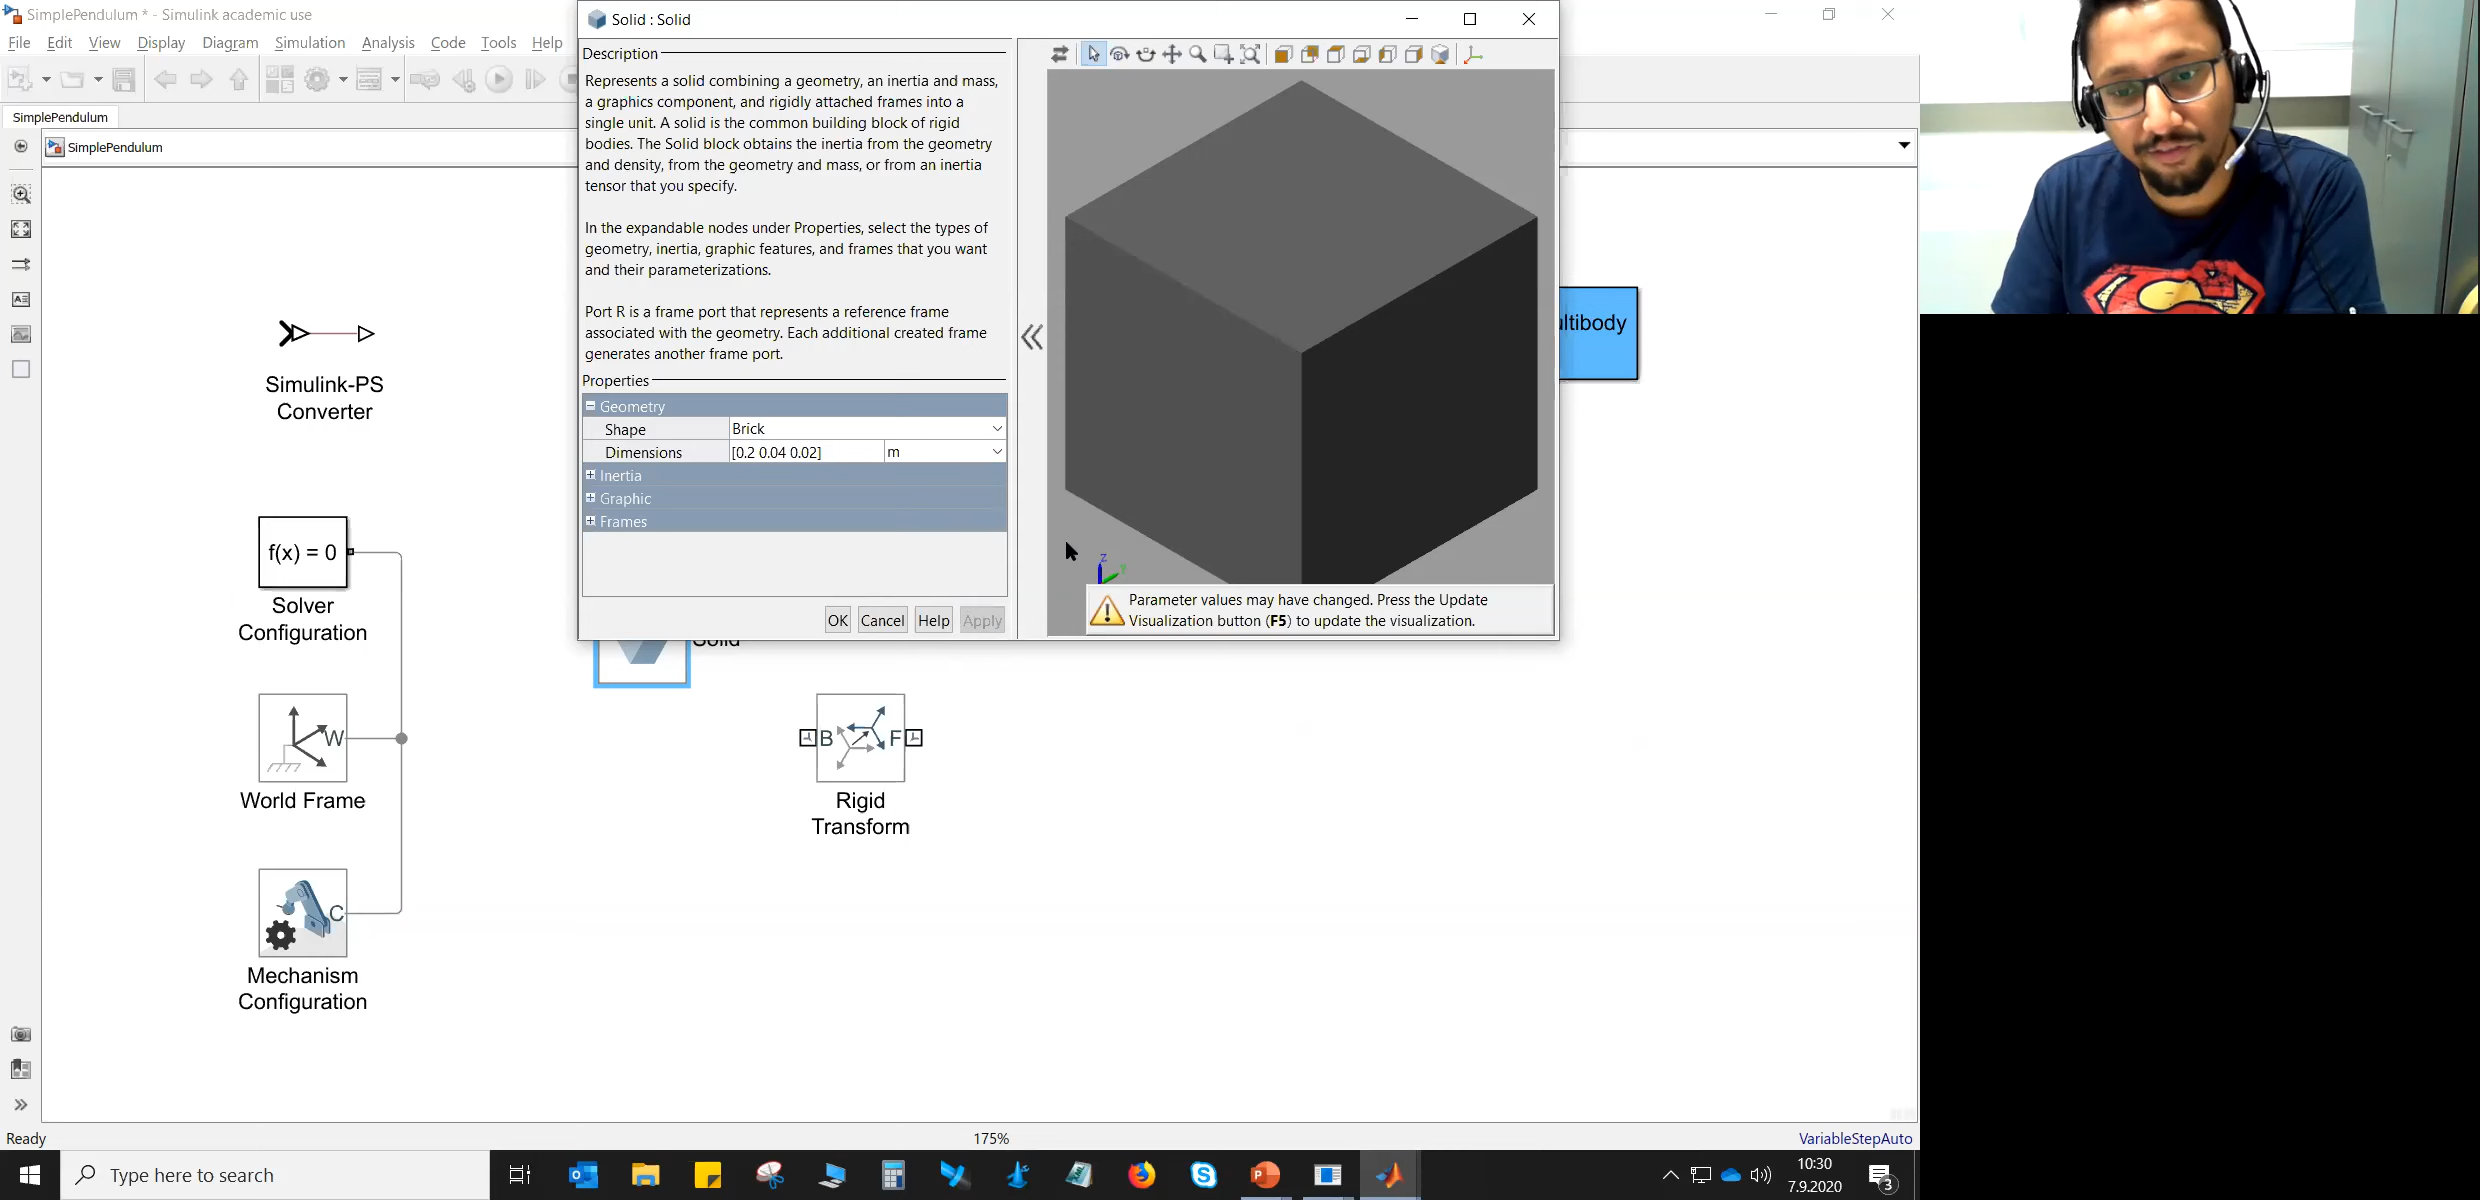 SimplePendulum * - Simulink academic use
File Edit View Display Diagram Simulation Analysis Code Tools Help
SimplePendulum
SimplePendulum
Solid : Solid
Description
Represents a solid combining a geometry, an inertia and mass,
a graphics component, and rigidly attached frames into a
single unit. A solid is the common building block of rigid
bodies. The Solid block obtains the inertia from the geometry
and density, from the geometry and mass, or from an inertia
tensor that you specify.
In the expandable nodes under Properties, select the types of
geometry, inertia, graphic features, and frames that you want
and their parameterizations.
Port R is a frame port that represents a reference frame
associated with the geometry. Each additional created frame
generates another frame port.
Properties
Geometry
Shape Brick
Dimensions [0.2 0.04 0.02] m
Inertia
Graphic
Frames
OK Cancel Help Apply
z
Parameter values may have changed. Press the Update
Visualization button (F5) to update the visualization.
ltibody
Simulink-PS
Converter
f(x) = 0
Solver
Configuration
Solid
W
World Frame
B F
Rigid
Transform
C
Mechanism
Configuration
Ready 175% VariableStepAuto
Type here to search
10:30
7.9.2020
3